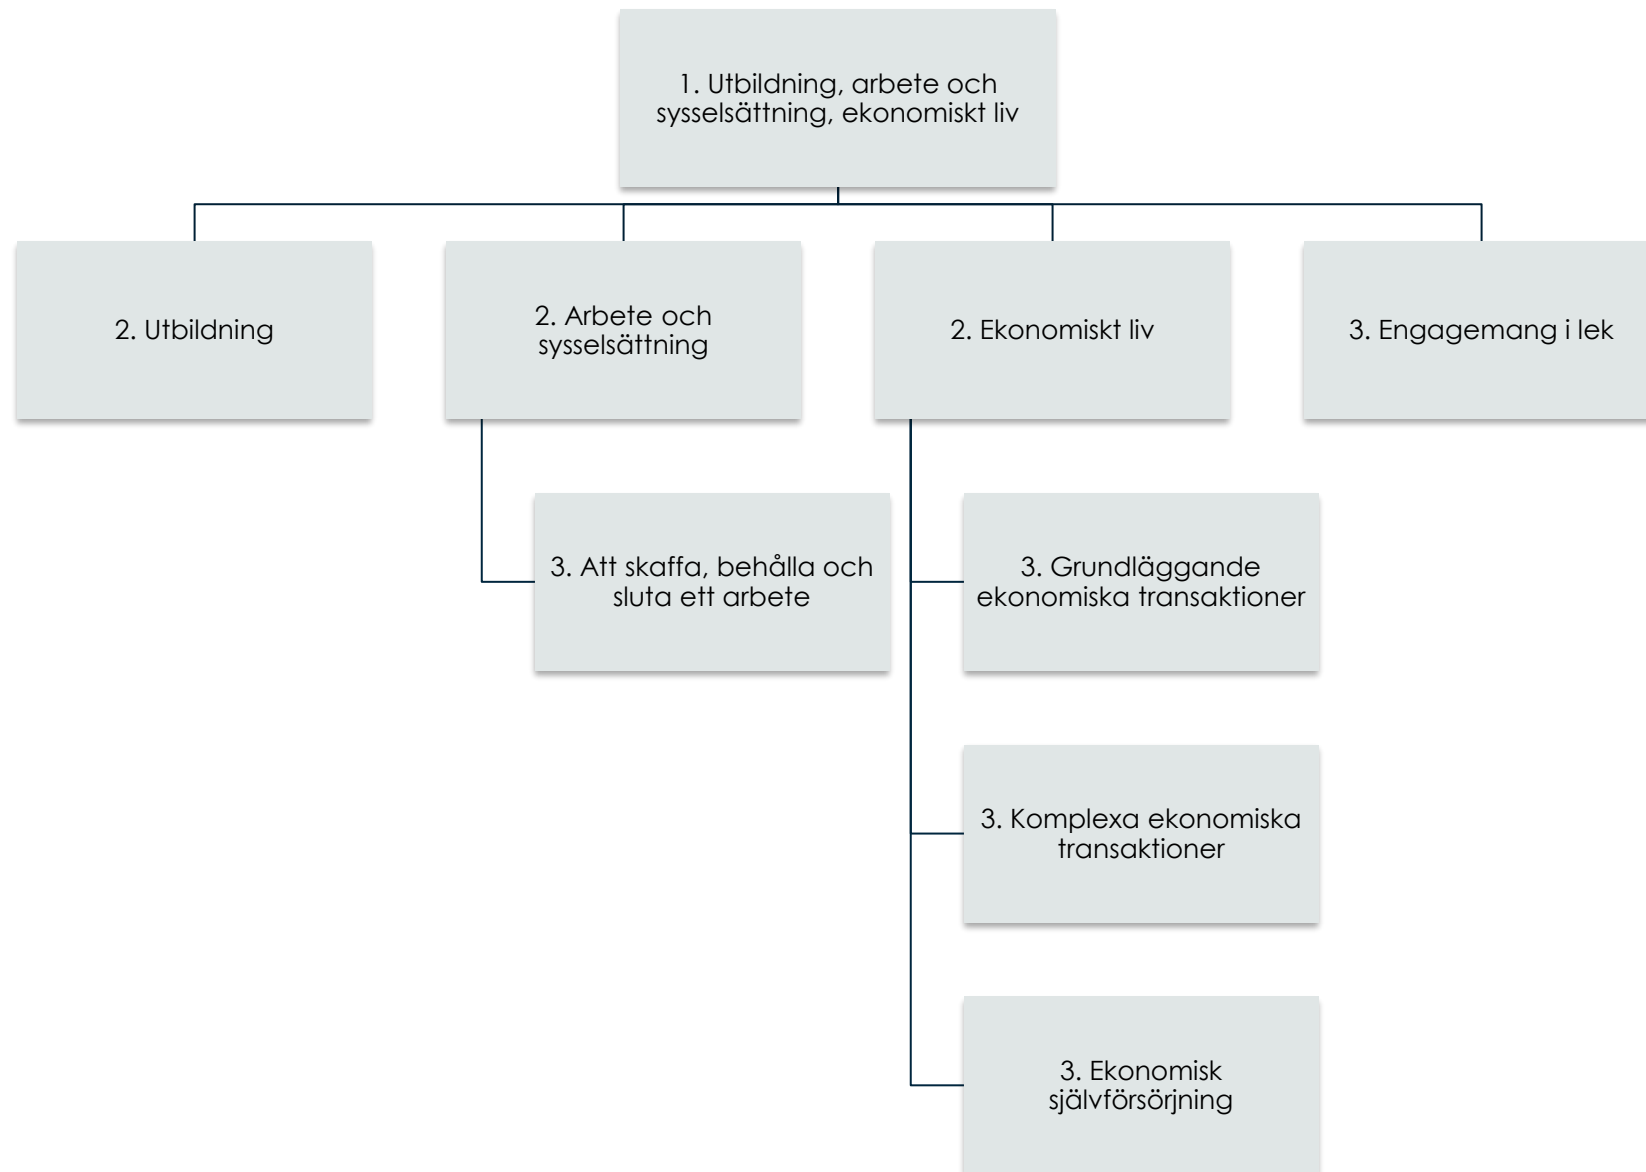 1. Utbildning, arbete och
sysselsättning, ekonomiskt liv
2. Utbildning
2. Arbete och
sysselsättning
2. Ekonomiskt liv
3. Engagemang i lek
3. Att skaffa, behålla och
sluta ett arbete
3. Grundläggande
ekonomiska transaktioner
3. Komplexa ekonomiska
transaktioner
3. Ekonomisk
självförsörjning